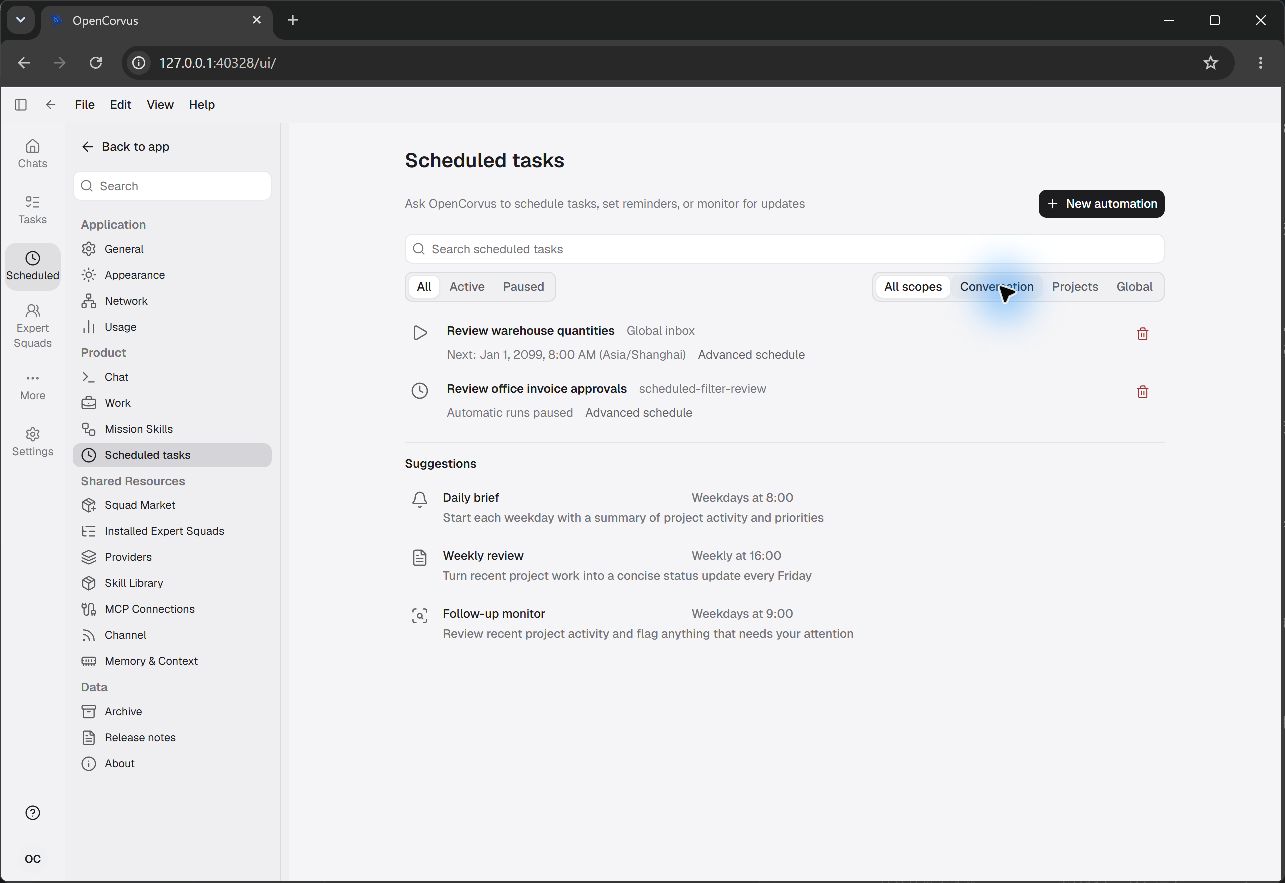 OpenCorvus
127.0.0.1:40328/ui/
File Edit View Help
Chats
Tasks
Scheduled
Expert
Squads
More
Settings
OC
Back to app
Search
Application
General
Appearance
Network
Usage
Product
Chat
Work
Mission Skills
Scheduled tasks
Shared Resources
Squad Market
Installed Expert Squads
Providers
Skill Library
MCP Connections
Channel
Memory & Context
Data
Archive
Release notes
About
Scheduled tasks
Ask OpenCorvus to schedule tasks, set reminders, or monitor for updates
New automation
Search scheduled tasks
All Active Paused
All scopes Conversation Projects Global
Review warehouse quantities Global inbox
Next: Jan 1, 2099, 8:00 AM (Asia/Shanghai) Advanced schedule
Review office invoice approvals scheduled-filter-review
Automatic runs paused Advanced schedule
Suggestions
Daily brief Weekdays at 8:00
Start each weekday with a summary of project activity and priorities
Weekly review Weekly at 16:00
Turn recent project work into a concise status update every Friday
Follow-up monitor Weekdays at 9:00
Review recent project activity and flag anything that needs your attention